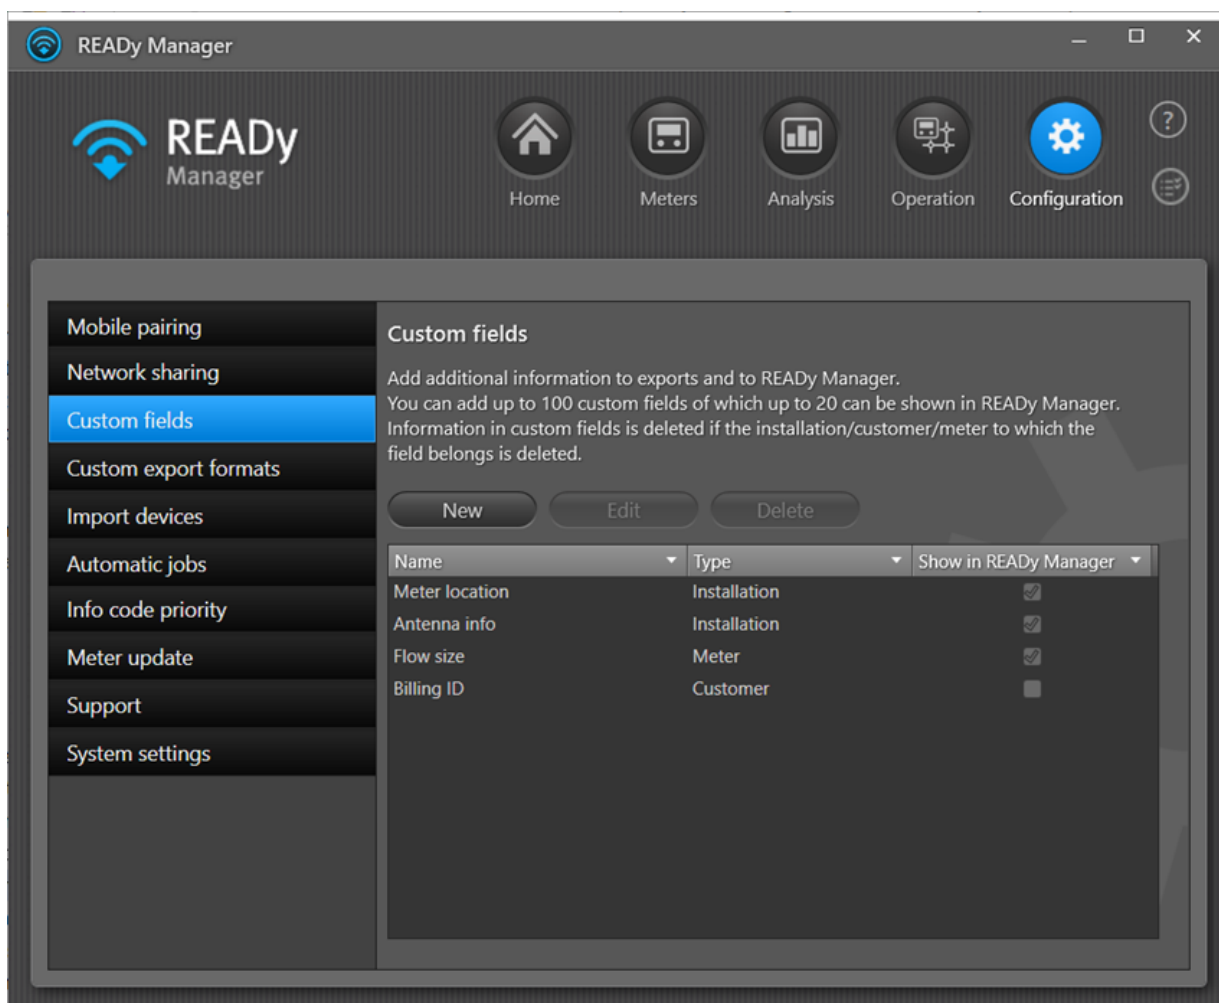 READy Manager
READy
Manager
Home
Meters
Analysis
Operation
Configuration
?
Mobile pairing
Network sharing
Custom fields
Custom export formats
Import devices
Automatic jobs
Info code priority
Meter update
Support
System settings
Custom fields
Add additional information to exports and to READy Manager.
You can add up to 100 custom fields of which up to 20 can be shown in READy Manager.
Information in custom fields is deleted if the installation/customer/meter to which the
field belongs is deleted.
New Edit Delete
Name Type Show in READy Manager
Meter location Installation
Antenna info Installation
Flow size Meter
Billing ID Customer